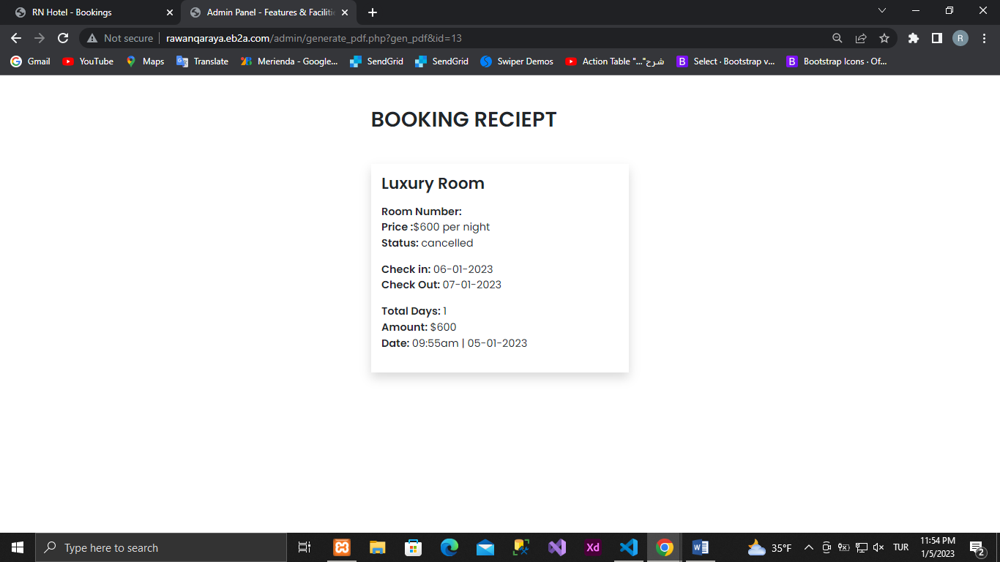 RN Hotel - Bookings
Admin Panel - Features & Faciliti
Not secure
rawanqaraya.eb2a.com/admin/generate_pdf.php?gen_pdf&id=13
R
Gmail
YouTube
Maps
Translate
Merienda - Google...
SendGrid
SendGrid
Swiper Demos
Action Table "..."شرح
B
Select · Bootstrap v...
B
Bootstrap Icons · Of...
BOOKING RECIEPT
Luxury Room
Room Number:
Price :$600 per night
Status: cancelled
Check in: 06-01-2023
Check Out: 07-01-2023
Total Days: 1
Amount: $600
Date: 09:55am | 05-01-2023
Type here to search
Xd
35°F
TUR
11:54 PM
1/5/2023
2